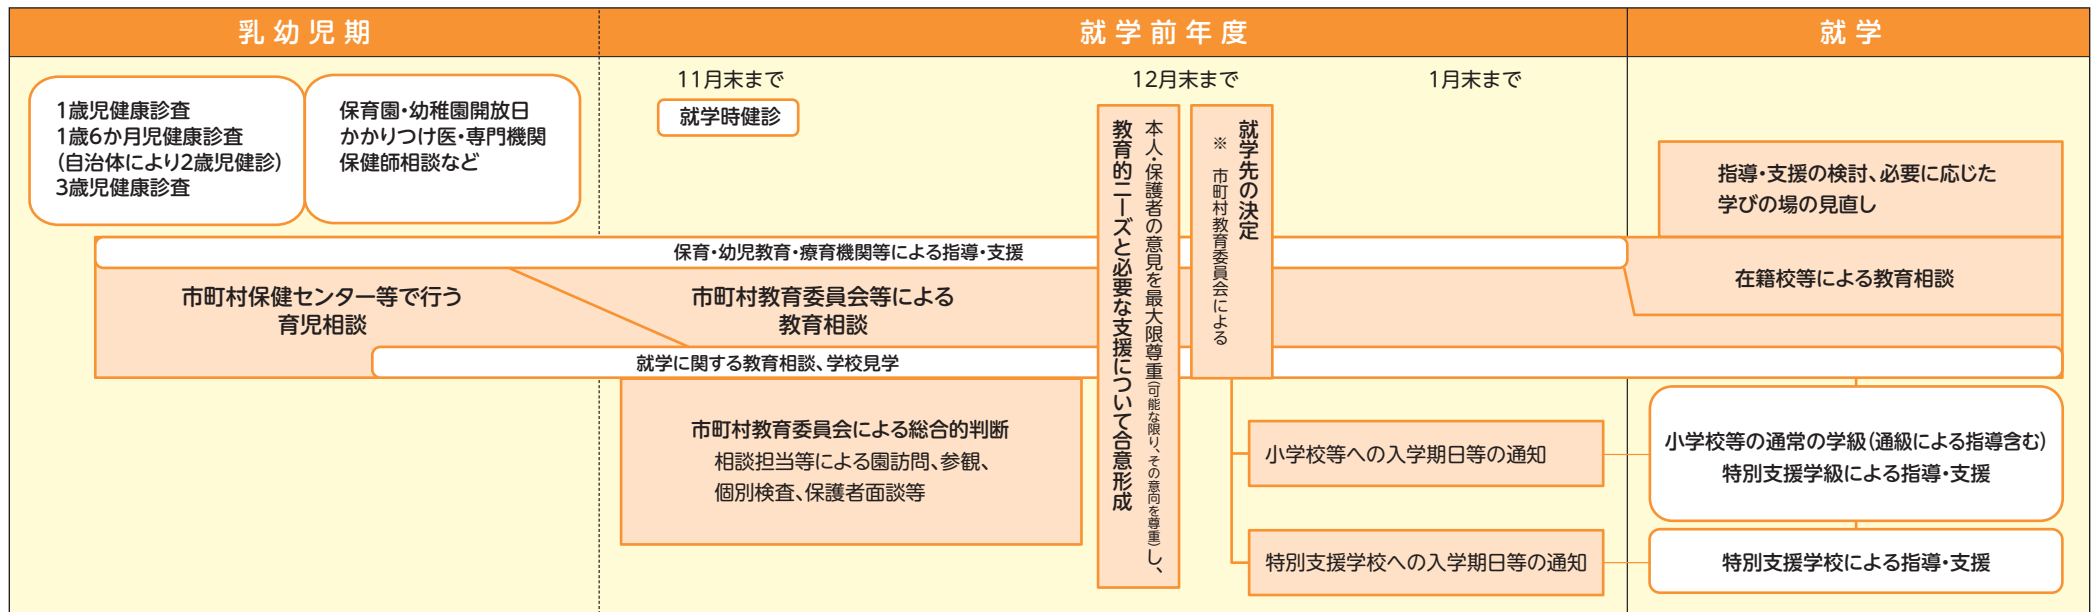 乳幼児期
就学前年度
就学
1歳児健康診査
1歳6か月児健康診査
(自治体により2歳児健診)
3歳児健康診査
保育園・幼稚園開放日
かかりつけ医・専門機関
保健師相談など
11月末まで
就学時健診
12月末まで
1月末まで
本人・保護者の意見を最大限尊重(可能な限り、その意向を尊重)し、
教育的ニーズと必要な支援について合意形成
就学先の決定
※ 市町村教育委員会による
指導・支援の検討、必要に応じた
学びの場の見直し
保育・幼児教育・療育機関等による指導・支援
市町村保健センター等で行う
育児相談
市町村教育委員会等による
教育相談
在籍校等による教育相談
就学に関する教育相談、学校見学
市町村教育委員会による総合的判断
相談担当等による園訪問、参観、
個別検査、保護者面談等
小学校等への入学期日等の通知
特別支援学校への入学期日等の通知
小学校等の通常の学級(通級による指導含む)
特別支援学級による指導・支援
特別支援学校による指導・支援